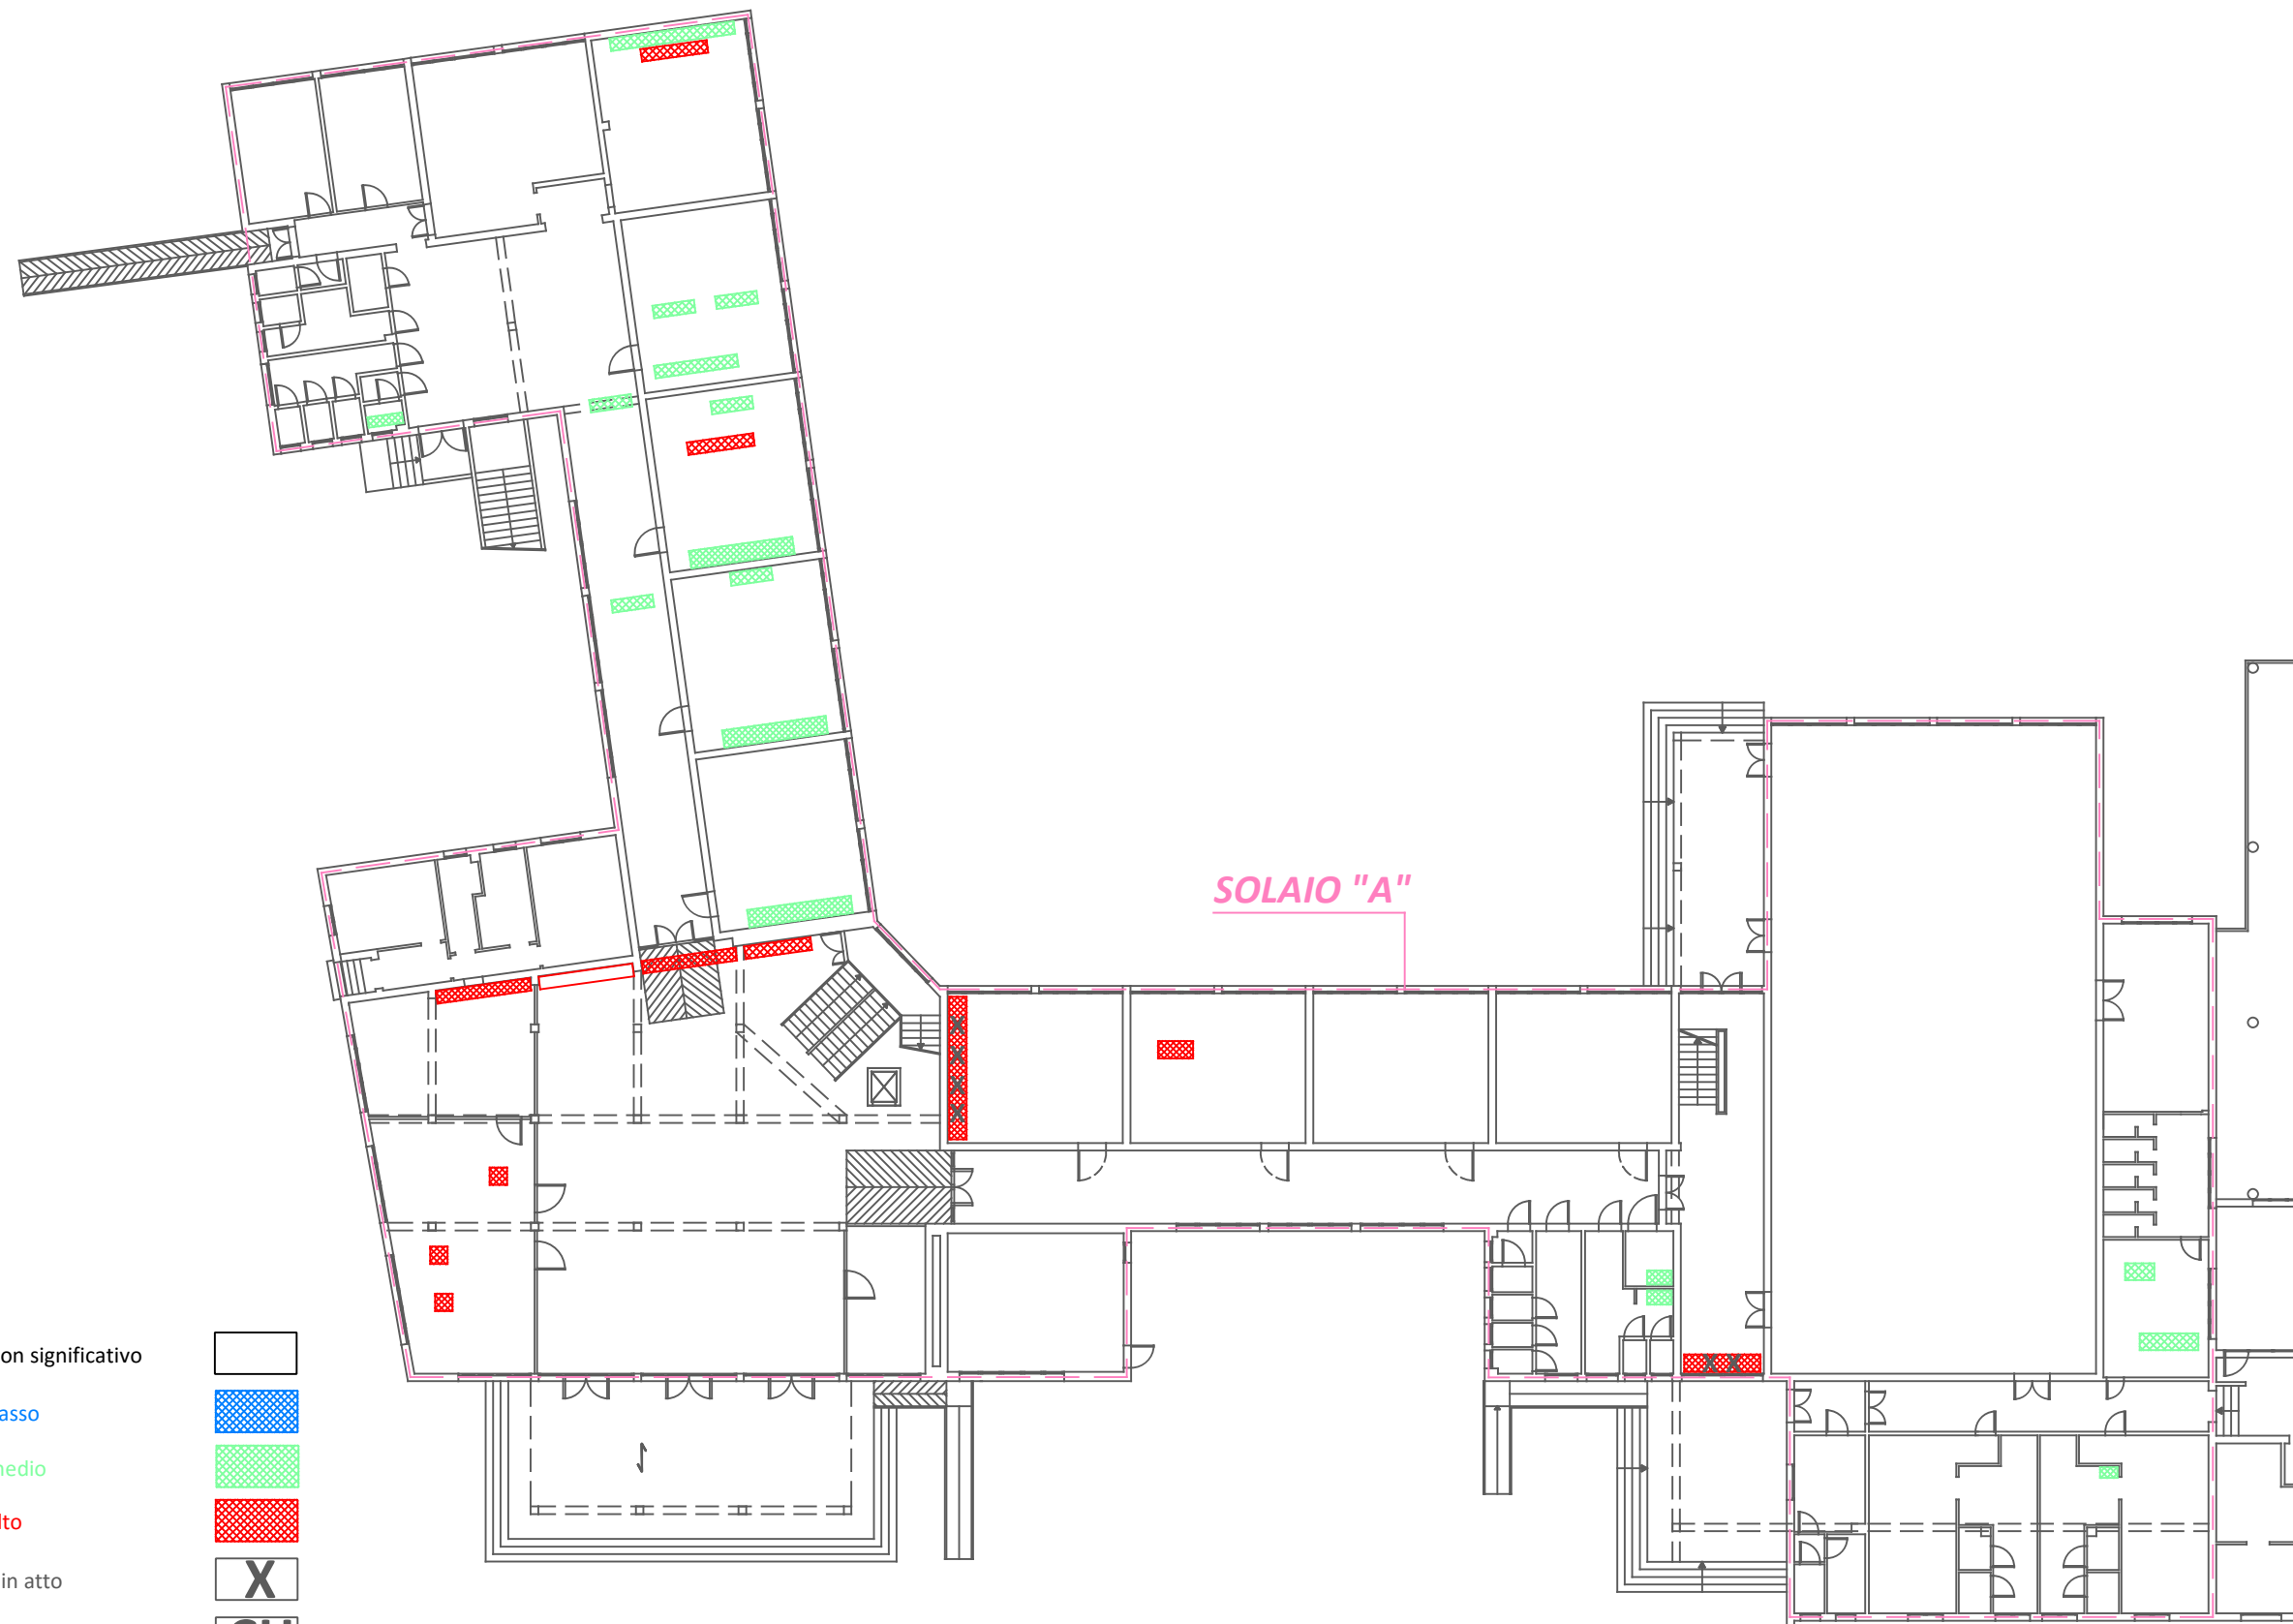 SOLAIO "A"
X
X
X
X
on significativo
X X
asso
nedio
lto
in atto
X